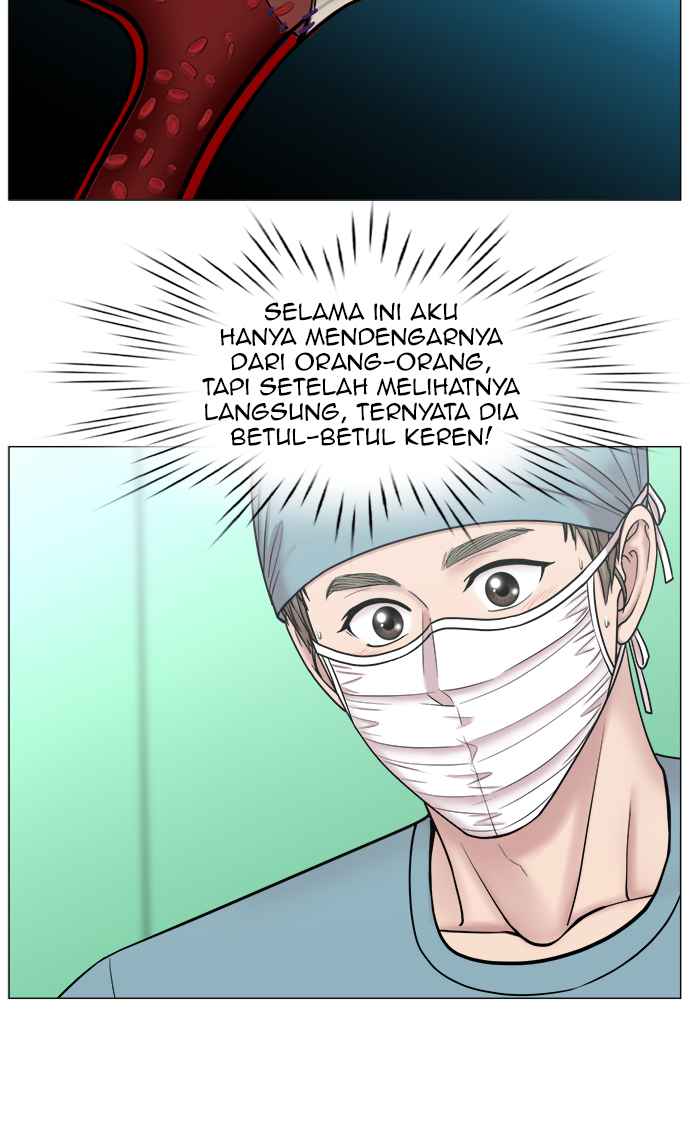 SELAMA INI AKU
HANYA MENDENGARNYA
DARI ORANG-ORANG,
TAPI SETELAH MELIHATNYA
LANGSUNG, TERNYATA DIA
BETUL-BETUL KEREN!